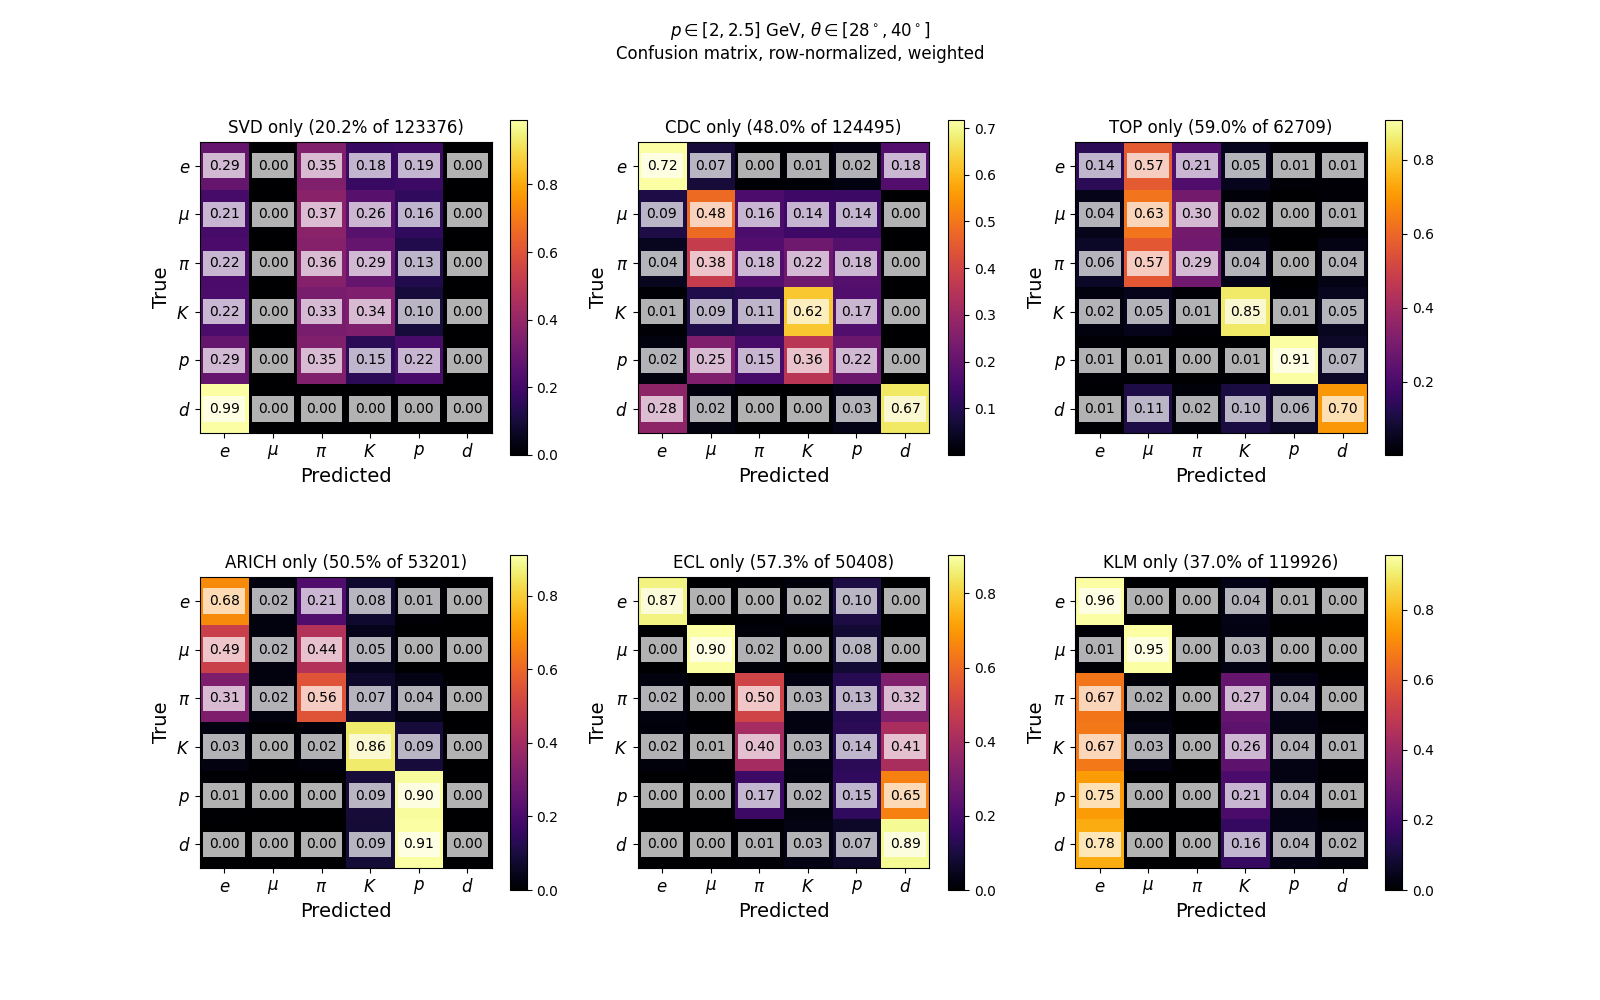 p ∈ [2, 2.5] GeV, θ ∈ [28°, 40°]
Confusion matrix, row-normalized, weighted
SVD only (20.2% of 123376)
True
e 0.29 0.00 0.35 0.18 0.19 0.00
μ 0.21 0.00 0.37 0.26 0.16 0.00
π 0.22 0.00 0.36 0.29 0.13 0.00
K 0.22 0.00 0.33 0.34 0.10 0.00
p 0.29 0.00 0.35 0.15 0.22 0.00
d 0.99 0.00 0.00 0.00 0.00 0.00
e μ π K p d
Predicted
0.8
0.6
0.4
0.2
0.0
CDC only (48.0% of 124495)
True
e 0.72 0.07 0.00 0.01 0.02 0.18
μ 0.09 0.48 0.16 0.14 0.14 0.00
π 0.04 0.38 0.18 0.22 0.18 0.00
K 0.01 0.09 0.11 0.62 0.17 0.00
p 0.02 0.25 0.15 0.36 0.22 0.00
d 0.28 0.02 0.00 0.00 0.03 0.67
e μ π K p d
Predicted
0.7
0.6
0.5
0.4
0.3
0.2
0.1
TOP only (59.0% of 62709)
True
e 0.14 0.57 0.21 0.05 0.01 0.01
μ 0.04 0.63 0.30 0.02 0.00 0.01
π 0.06 0.57 0.29 0.04 0.00 0.04
K 0.02 0.05 0.01 0.85 0.01 0.05
p 0.01 0.01 0.00 0.01 0.91 0.07
d 0.01 0.11 0.02 0.10 0.06 0.70
e μ π K p d
Predicted
0.8
0.6
0.4
0.2
ARICH only (50.5% of 53201)
True
e 0.68 0.02 0.21 0.08 0.01 0.00
μ 0.49 0.02 0.44 0.05 0.00 0.00
π 0.31 0.02 0.56 0.07 0.04 0.00
K 0.03 0.00 0.02 0.86 0.09 0.00
p 0.01 0.00 0.00 0.09 0.90 0.00
d 0.00 0.00 0.00 0.09 0.91 0.00
e μ π K p d
Predicted
0.8
0.6
0.4
0.2
0.0
ECL only (57.3% of 50408)
True
e 0.87 0.00 0.00 0.02 0.10 0.00
μ 0.00 0.90 0.02 0.00 0.08 0.00
π 0.02 0.00 0.50 0.03 0.13 0.32
K 0.02 0.01 0.40 0.03 0.14 0.41
p 0.00 0.00 0.17 0.02 0.15 0.65
d 0.00 0.00 0.01 0.03 0.07 0.89
e μ π K p d
Predicted
0.8
0.6
0.4
0.2
0.0
KLM only (37.0% of 119926)
True
e 0.96 0.00 0.00 0.04 0.01 0.00
μ 0.01 0.95 0.00 0.03 0.00 0.00
π 0.67 0.02 0.00 0.27 0.04 0.00
K 0.67 0.03 0.00 0.26 0.04 0.01
p 0.75 0.00 0.00 0.21 0.04 0.01
d 0.78 0.00 0.00 0.16 0.04 0.02
e μ π K p d
Predicted
0.8
0.6
0.4
0.2
0.0